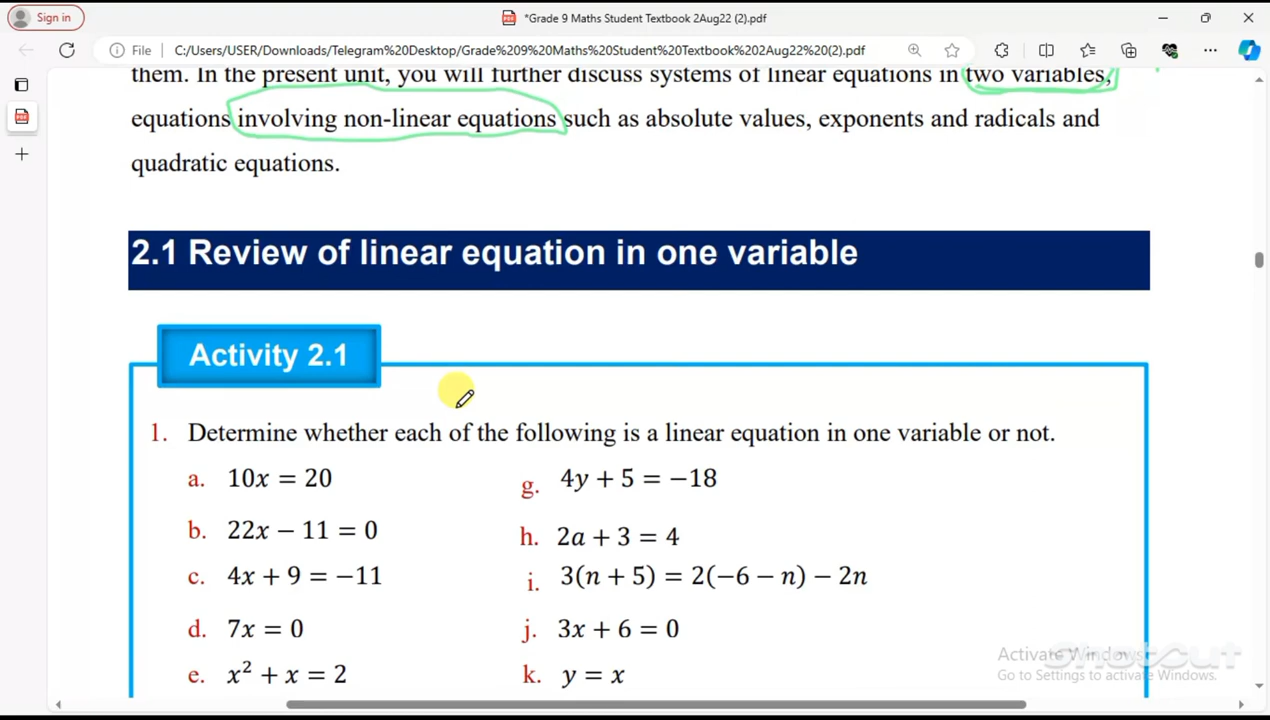 Sign in
*Grade 9 Maths Student Textbook 2Aug22 (2).pdf
File
C:/Users/USER/Downloads/Telegram%20Desktop/Grade%209%20Maths%20Student%20Textbook%202Aug22%20(2).pdf
them. In the present unit, you will further discuss systems of linear equations in two variables,
equations involving non-linear equations such as absolute values, exponents and radicals and
quadratic equations.
2.1 Review of linear equation in one variable
Activity 2.1
1. Determine whether each of the following is a linear equation in one variable or not.
a. 10x = 20
b. 22x − 11 = 0
c. 4x + 9 = −11
d. 7x = 0
e. x² + x = 2
g. 4y + 5 = −18
h. 2a + 3 = 4
i. 3(n + 5) = 2(−6 − n) − 2n
j. 3x + 6 = 0
k. y = x
Activate Windows
Go to Settings to activate Windows.
shotcut